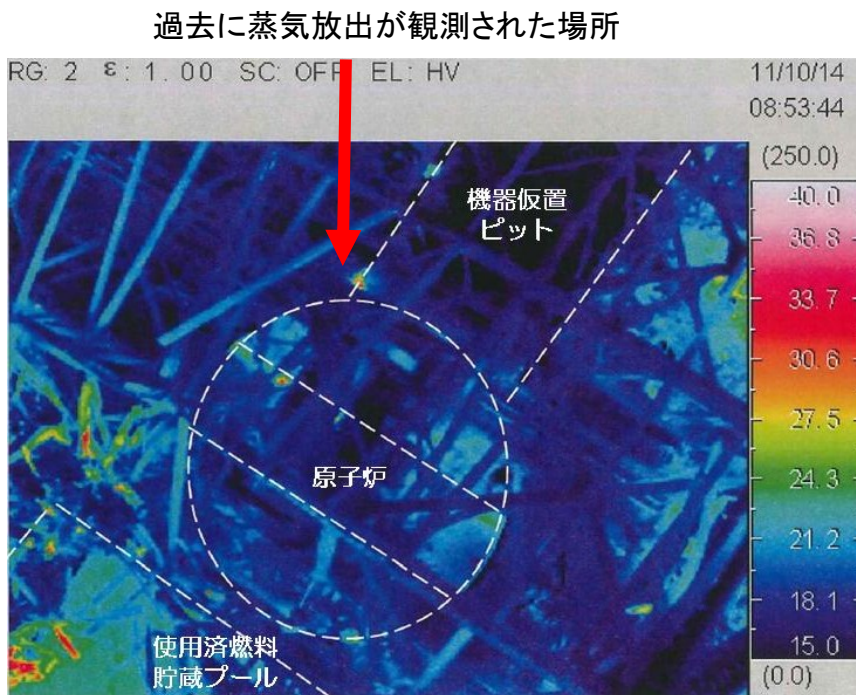 過去に蒸気放出が観測された場所
RG: 2 ε: 1.00 SC: OFF EL: HV 11/10/14
08:53:44
(250.0)
40.0
36.8
33.7
30.6
27.5
24.3
21.2
18.1
15.0
(0.0)
機器仮置
ピット
原子炉
使用済燃料
貯蔵プール